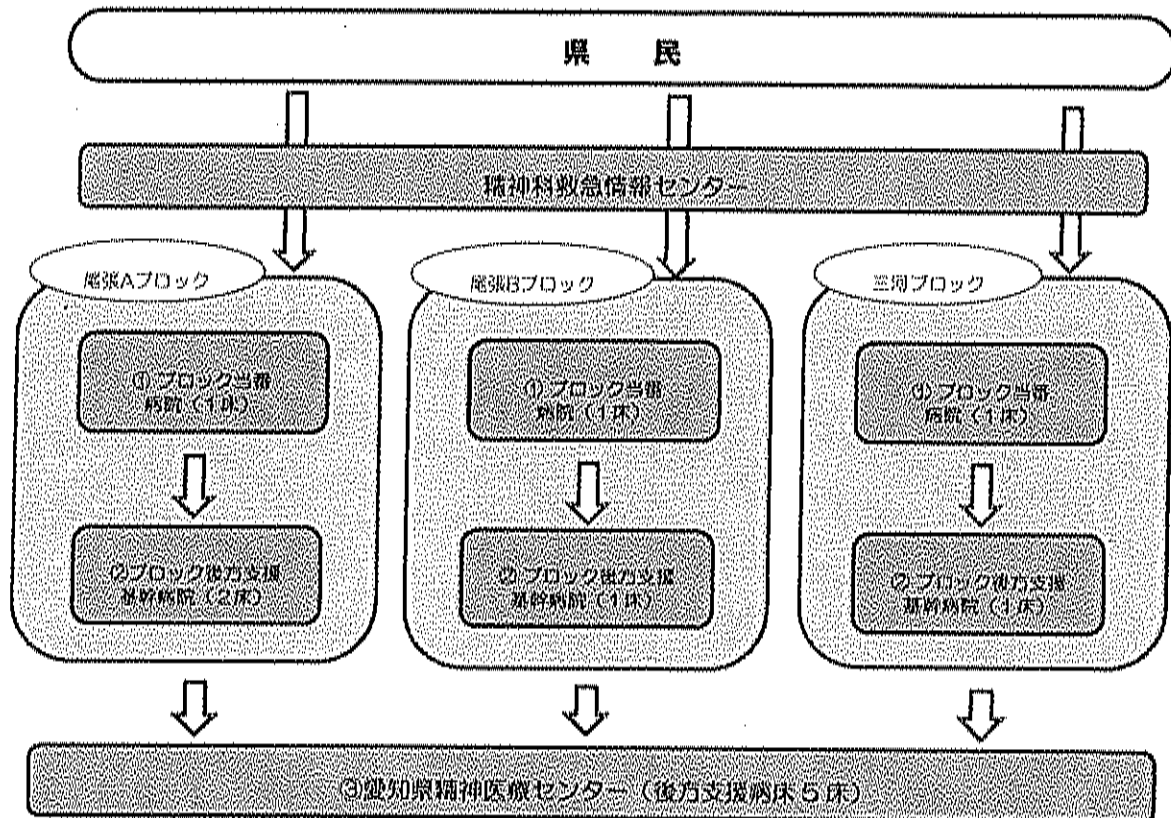 県　民
精神科救急情報センター
尾張Aブロック
① ブロック当番
病院（１床）
②ブロック後方支援
基幹病院（２床）
尾張Bブロック
① ブロック当番
病院（１床）
② ブロック後方支援
基幹病院（１床）
三河ブロック
① ブロック当番
病院（１床）
② ブロック後方支援
基幹病院（１床）
③愛知県精神医療センター（後方支援病床５床）